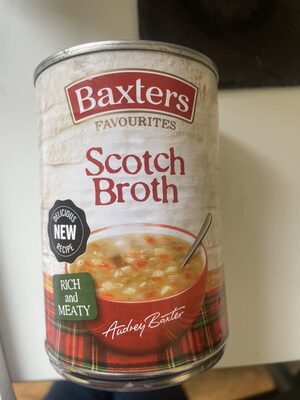 Baxters
FAVOURITES
Scotch
Broth
DELICIOUS
NEW
RECIPE
RICH
and
MEATY
Audrey Baxter